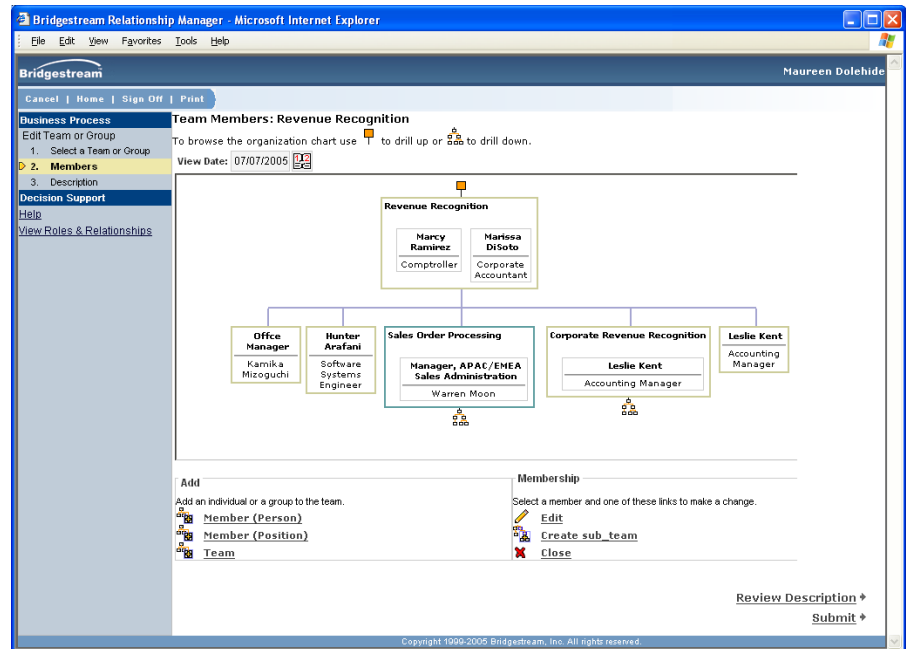 Bridgestream Relationship Manager - Microsoft Internet Explorer
File Edit View Favorites Tools Help
Bridgestream
Maureen Dolehide
Cancel | Home | Sign Off | Print
Business Process
Edit Team or Group
1. Select a Team or Group
2. Members
3. Description
Decision Support
Help
View Roles & Relationships
Team Members: Revenue Recognition
To browse the organization chart use to drill up or to drill down.
View Date: 07/07/2005
Revenue Recognition
Marcy
Ramirez
Comptroller
Marissa
DiSoto
Corporate
Accountant
Offce
Manager
Kamika
Mizoguchi
Hunter
Arafani
Software
Systems
Engineer
Sales Order Processing
Manager, APAC/EMEA
Sales Administration
Warren Moon
Corporate Revenue Recognition
Leslie Kent
Accounting Manager
Leslie Kent
Accounting
Manager
Add
Add an individual or a group to the team.
Member (Person)
Member (Position)
Team
Membership
Select a member and one of these links to make a change.
Edit
Create sub_team
Close
Review Description
Submit
Copyright 1999-2005 Bridgestream, Inc. All rights reserved.